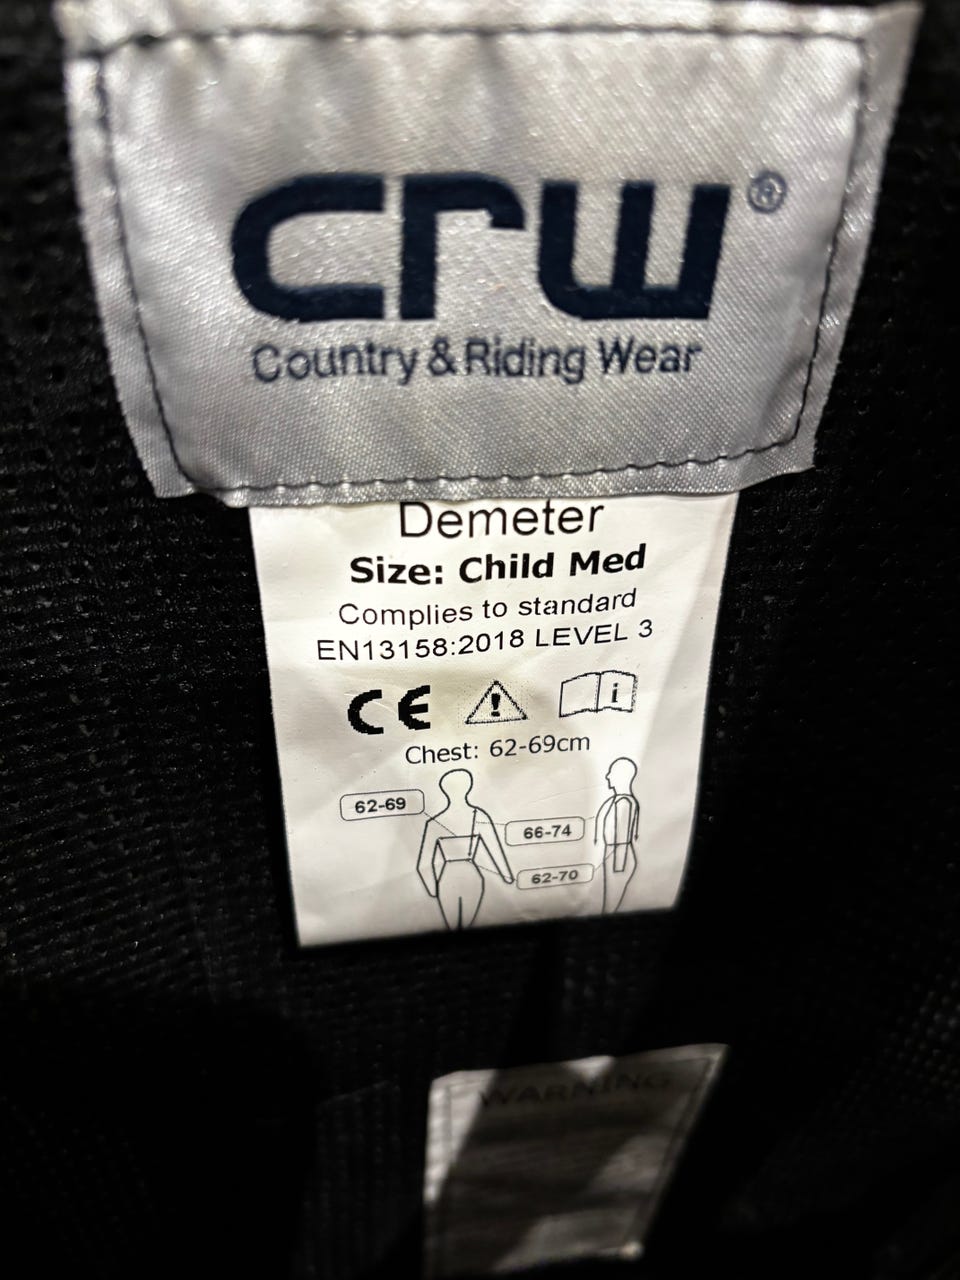 crw®
Country & Riding Wear
Demeter
Size: Child Med
Complies to standard
EN13158:2018 LEVEL 3
CE
Chest: 62-69cm
62-69
66-74
62-70
WARNING